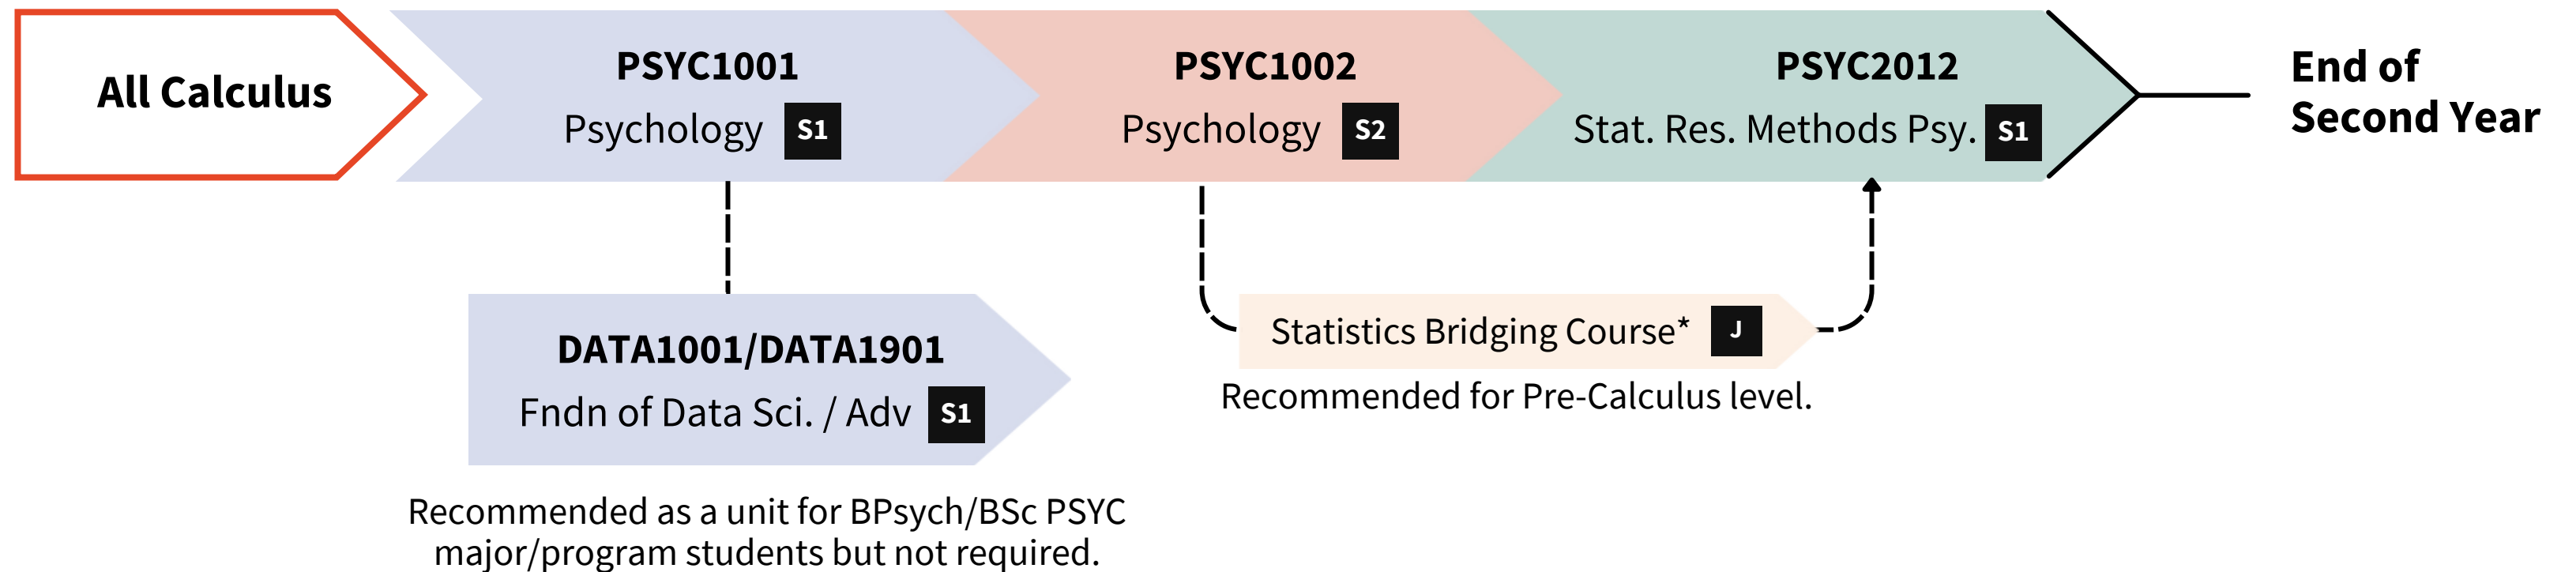 All Calculus
PSYC1001
Psychology S1
PSYC1002
Psychology S2
PSYC2012
Stat. Res. Methods Psy. S1
End of
Second Year
DATA1001/DATA1901
Fndn of Data Sci. / Adv S1
Recommended as a unit for BPsych/BSc PSYC
major/program students but not required.
Statistics Bridging Course* J
Recommended for Pre-Calculus level.